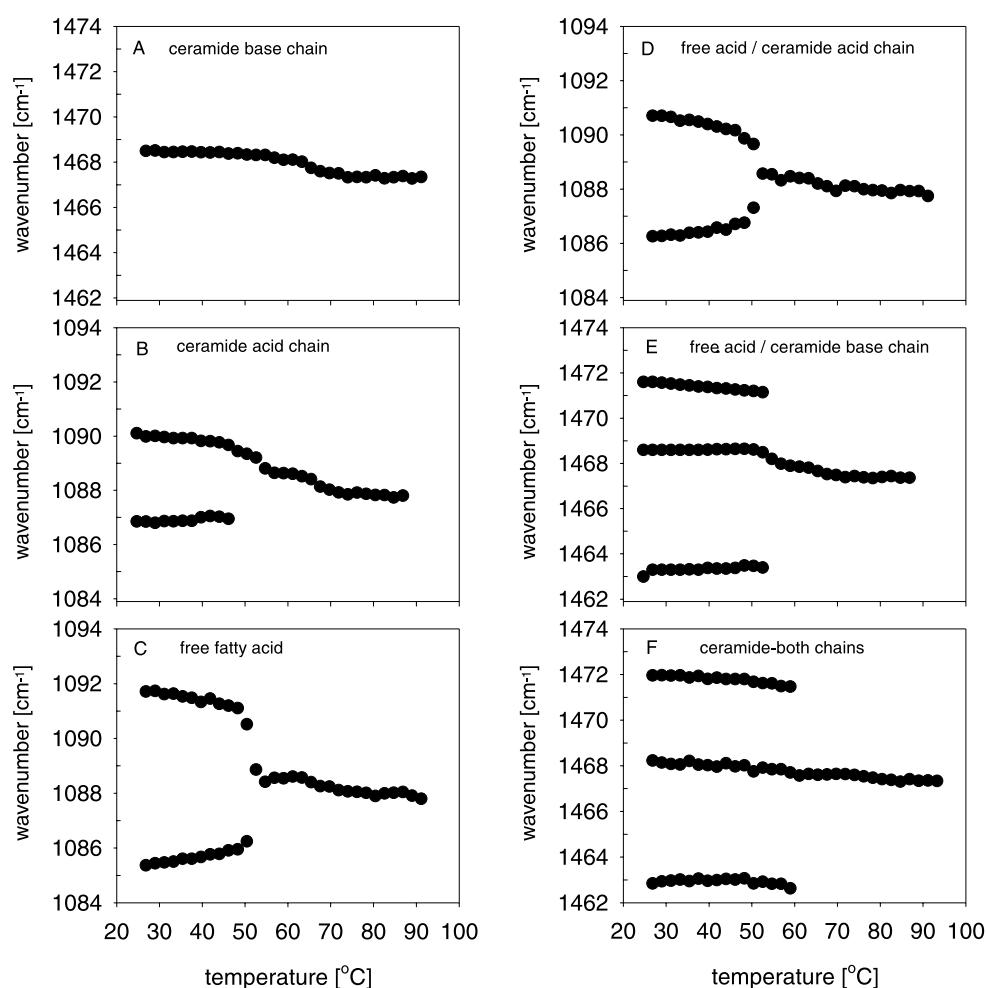 A ceramide base chain
wavenumber [cm-1]
1474
1472
1470
1468
1466
1464
1462
B ceramide acid chain
wavenumber [cm-1]
1094
1092
1090
1088
1086
1084
C free fatty acid
wavenumber [cm-1]
1094
1092
1090
1088
1086
1084
20 30 40 50 60 70 80 90 100
temperature [oC]
D free acid / ceramide acid chain
wavenumber [cm-1]
1094
1092
1090
1088
1086
1084
E free acid / ceramide base chain
wavenumber [cm-1]
1474
1472
1470
1468
1466
1464
1462
F ceramide-both chains
wavenumber [cm-1]
1474
1472
1470
1468
1466
1464
1462
20 30 40 50 60 70 80 90 100
temperature [oC]